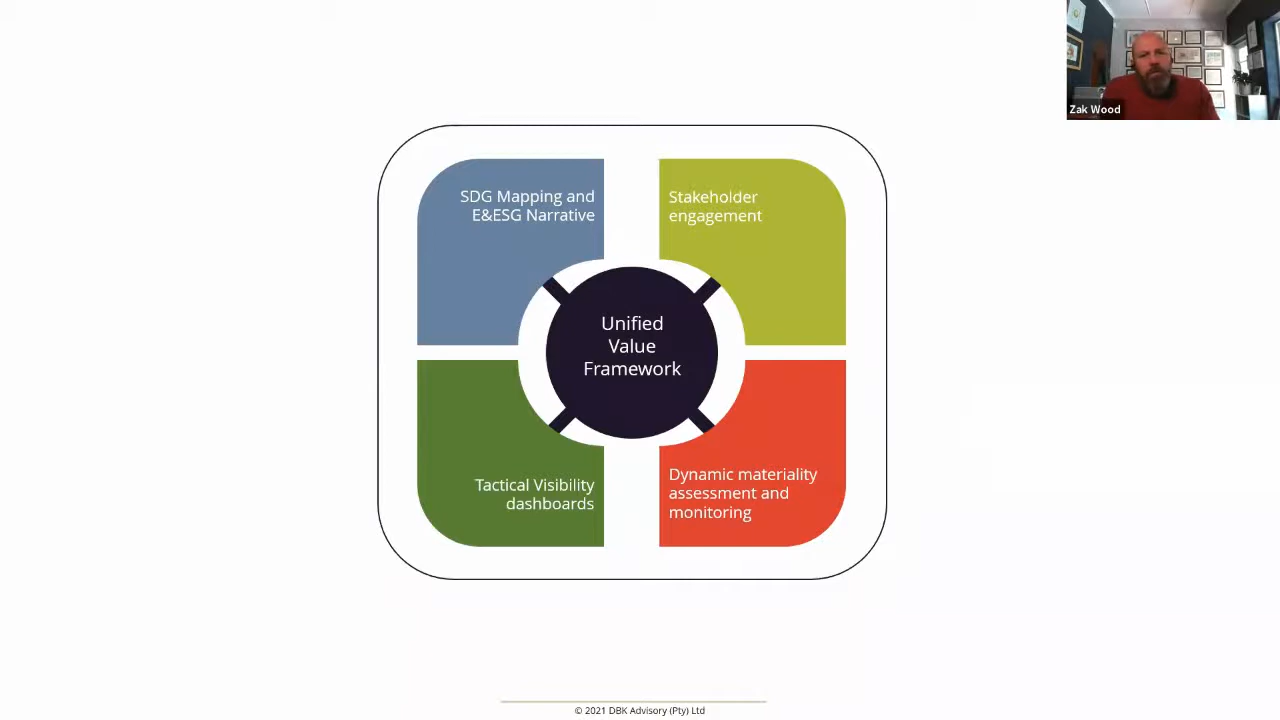 Zak Wood
SDG Mapping and
E&ESG Narrative
Stakeholder
engagement
Unified
Value
Framework
Tactical Visibility
dashboards
Dynamic materiality
assessment and
monitoring
© 2021 DBK Advisory (Pty) Ltd